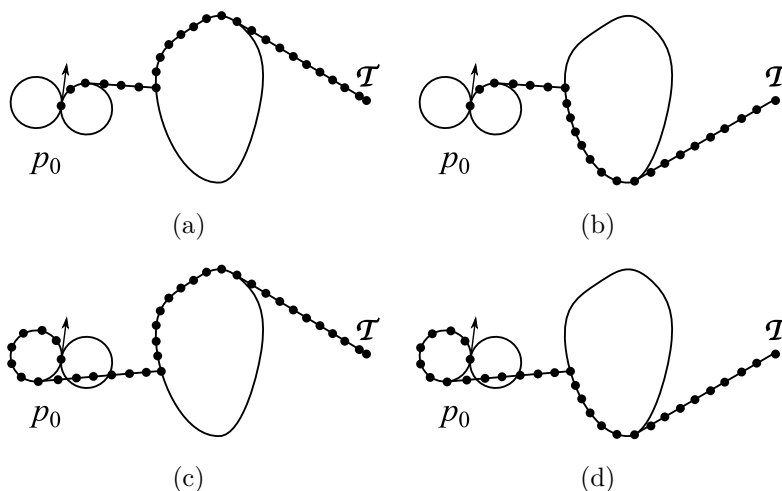 𝒯 𝒯
p₀ p₀
(a) (b)
𝒯 𝒯
p₀ p₀
(c) (d)